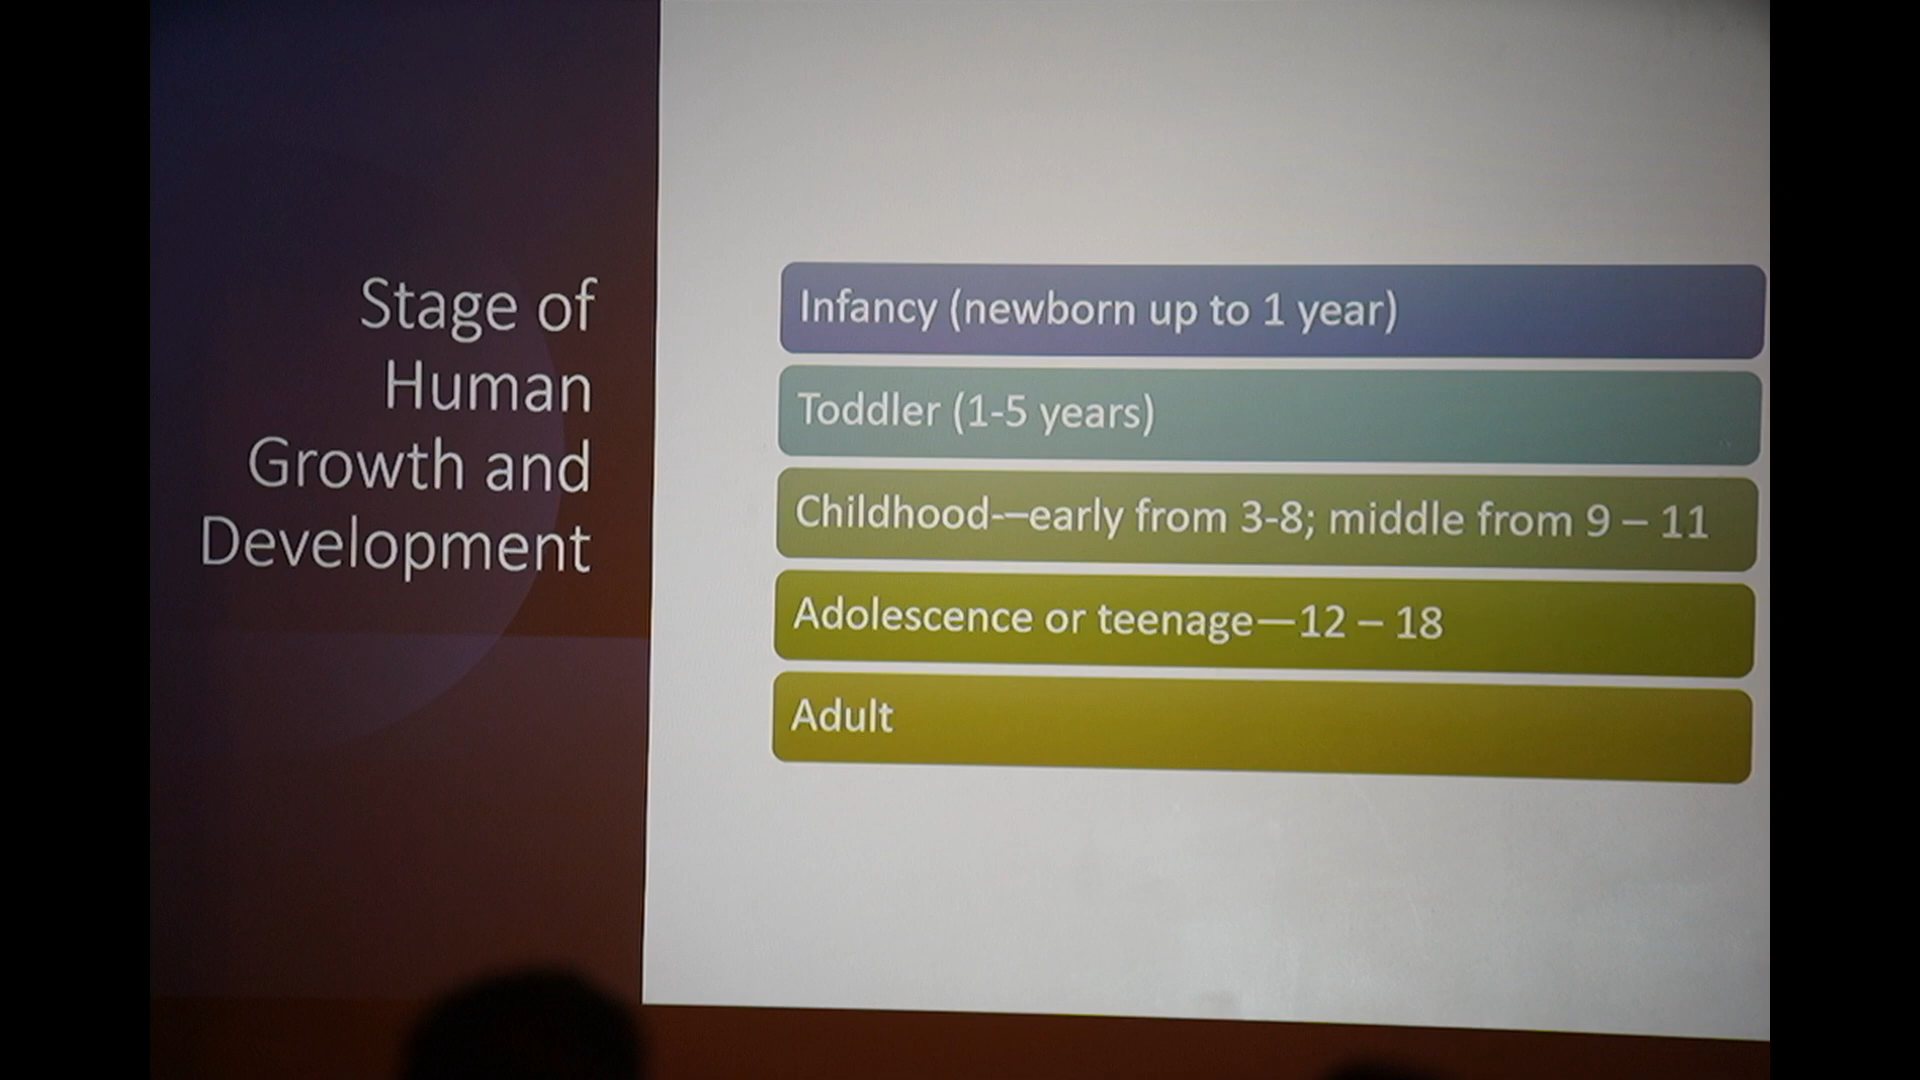 Stage of
Human
Growth and
Development
Infancy (newborn up to 1 year)
Toddler (1-5 years)
Childhood-–early from 3-8; middle from 9 – 11
Adolescence or teenage—12 – 18
Adult